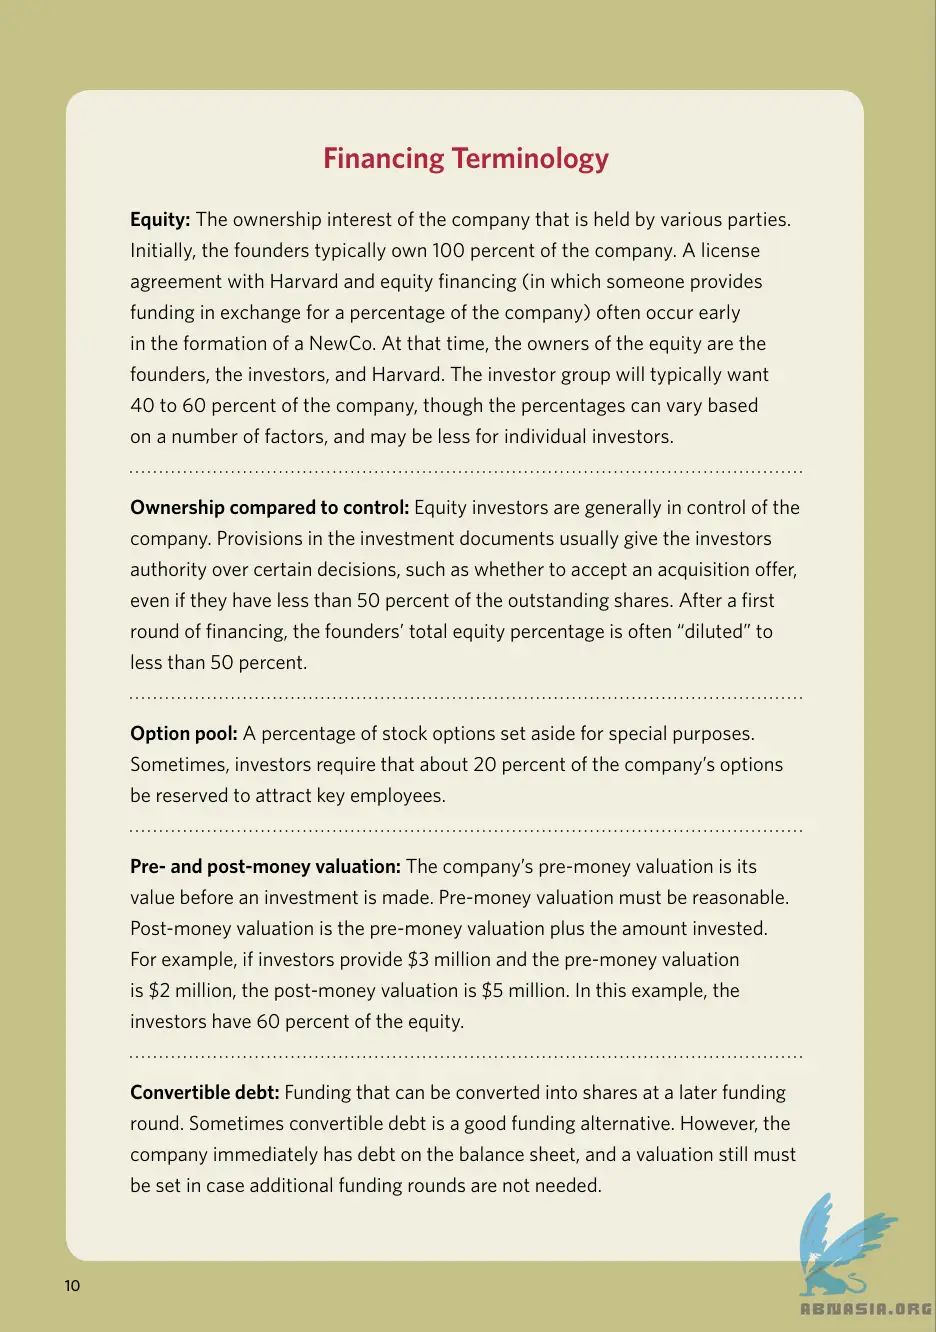 Financing Terminology
Equity: The ownership interest of the company that is held by various parties.
Initially, the founders typically own 100 percent of the company. A license
agreement with Harvard and equity financing (in which someone provides
funding in exchange for a percentage of the company) often occur early
in the formation of a NewCo. At that time, the owners of the equity are the
founders, the investors, and Harvard. The investor group will typically want
40 to 60 percent of the company, though the percentages can vary based
on a number of factors, and may be less for individual investors.
Ownership compared to control: Equity investors are generally in control of the
company. Provisions in the investment documents usually give the investors
authority over certain decisions, such as whether to accept an acquisition offer,
even if they have less than 50 percent of the outstanding shares. After a first
round of financing, the founders’ total equity percentage is often “diluted” to
less than 50 percent.
Option pool: A percentage of stock options set aside for special purposes.
Sometimes, investors require that about 20 percent of the company’s options
be reserved to attract key employees.
Pre- and post-money valuation: The company’s pre-money valuation is its
value before an investment is made. Pre-money valuation must be reasonable.
Post-money valuation is the pre-money valuation plus the amount invested.
For example, if investors provide $3 million and the pre-money valuation
is $2 million, the post-money valuation is $5 million. In this example, the
investors have 60 percent of the equity.
Convertible debt: Funding that can be converted into shares at a later funding
round. Sometimes convertible debt is a good funding alternative. However, the
company immediately has debt on the balance sheet, and a valuation still must
be set in case additional funding rounds are not needed.
10
ABNASIA.ORG